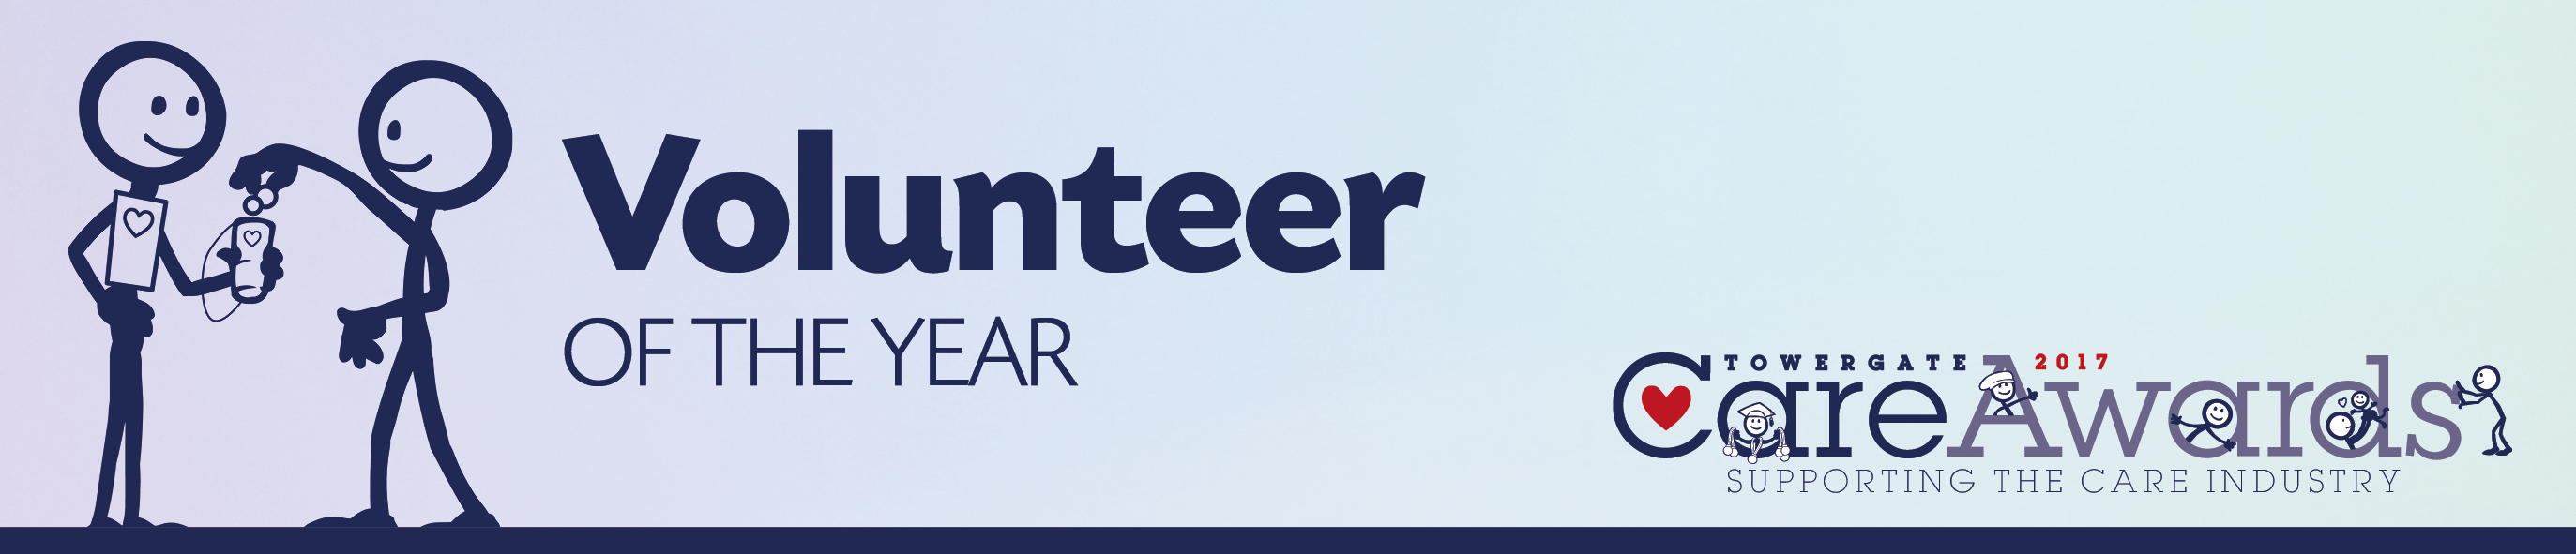 Volunteer
OF THE YEAR
TOWERGATE 2017
CareAwards
SUPPORTING THE CARE INDUSTRY